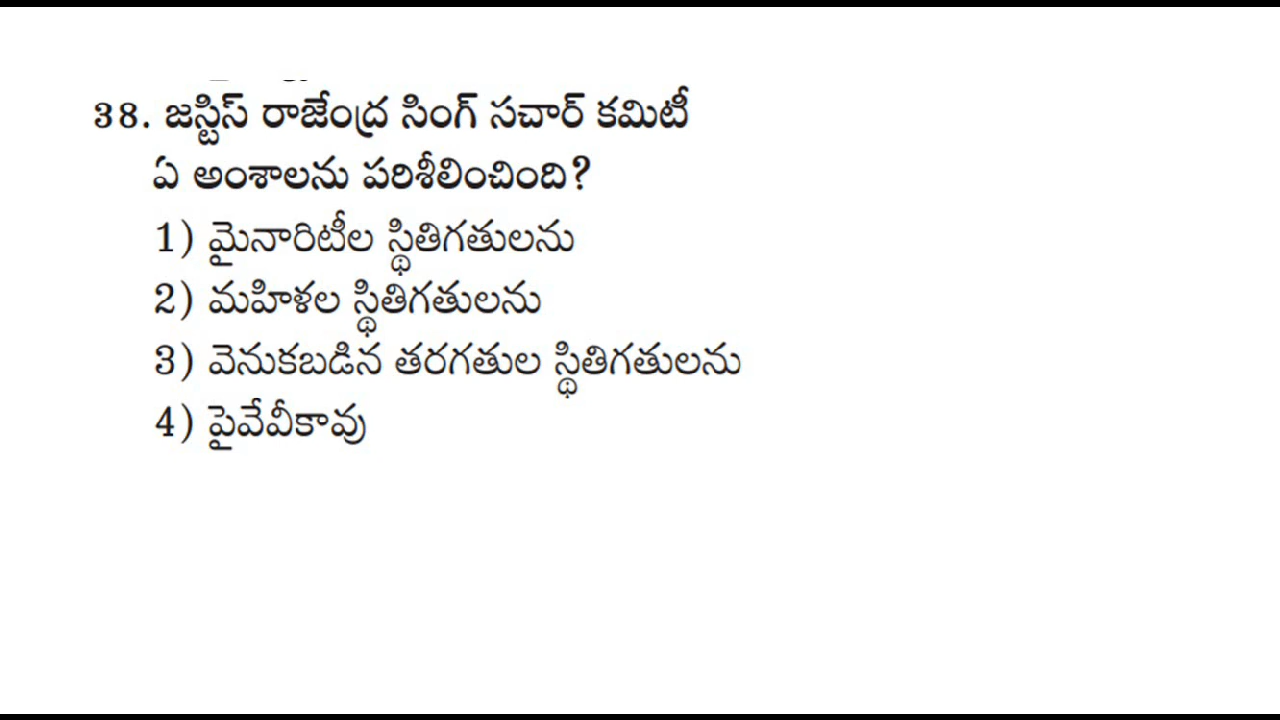 38. జస్టిస్ రాజేంద్ర సింగ్ సచార్ కమిటీ
ఏ అంశాలను పరిశీలించింది?
1) మైనారిటీల స్థితిగతులను
2) మహిళల స్థితిగతులను
3) వెనుకబడిన తరగతుల స్థితిగతులను
4) పైవేవీకావు